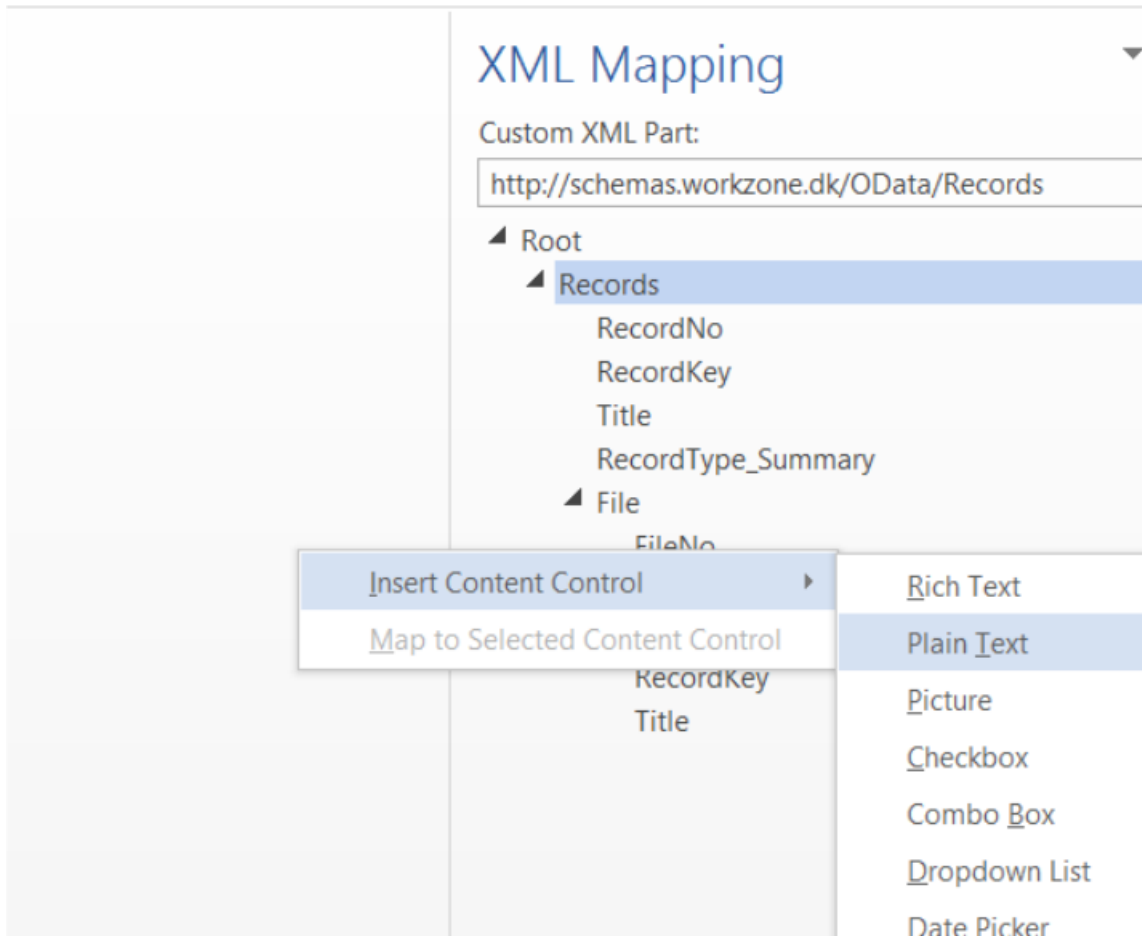 XML Mapping
Custom XML Part:
http://schemas.workzone.dk/OData/Records
Root
Records
RecordNo
RecordKey
Title
RecordType_Summary
File
FileNo
Insert Content Control
Map to Selected Content Control
RecordKey
Title
Rich Text
Plain Text
Picture
Checkbox
Combo Box
Dropdown List
Date Picker